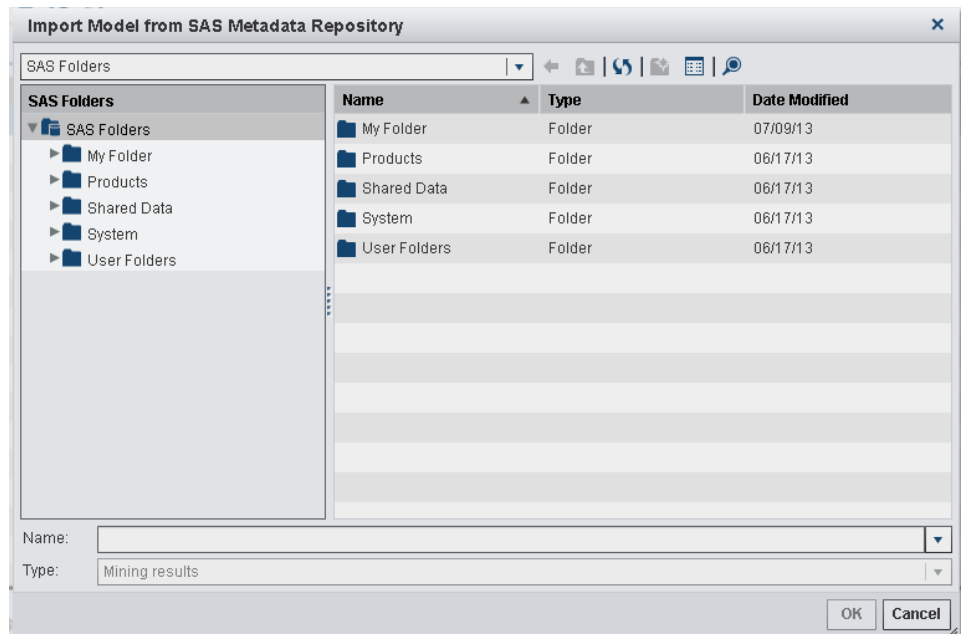 Import Model from SAS Metadata Repository
SAS Folders
SAS Folders
SAS Folders
My Folder
Products
Shared Data
System
User Folders
Name Type Date Modified
My Folder Folder 07/09/13
Products Folder 06/17/13
Shared Data Folder 06/17/13
System Folder 06/17/13
User Folders Folder 06/17/13
Name:
Type: Mining results
OK Cancel